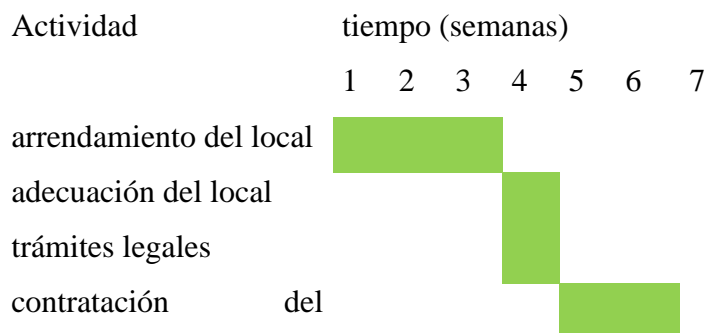 Actividad tiempo (semanas)
1 2 3 4 5 6 7
arrendamiento del local
adecuación del local
trámites legales
contratación del